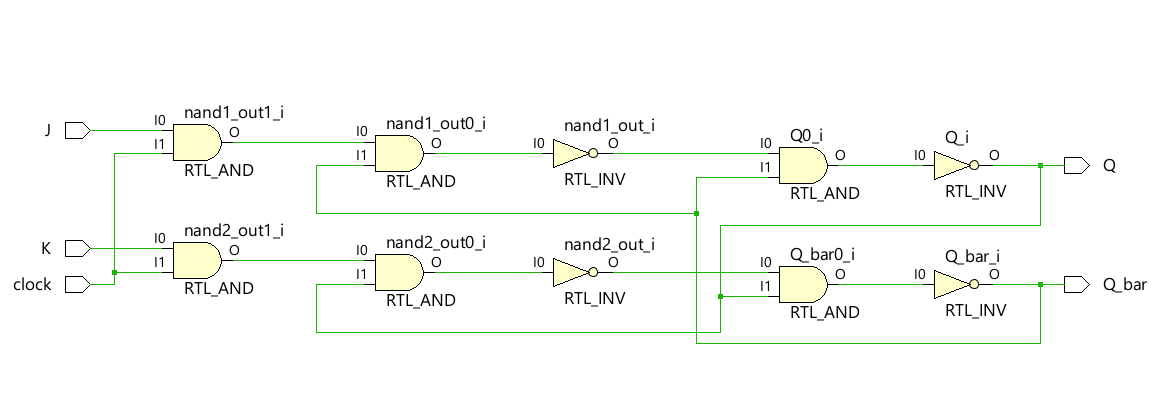 J
I0
I1
nand1_out1_i
O
RTL_AND
I0
I1
nand1_out0_i
O
RTL_AND
I0
nand1_out_i
O
RTL_INV
I0
I1
Q0_i
O
RTL_AND
I0
Q_i
O
RTL_INV
Q
K
clock
I0
I1
nand2_out1_i
O
RTL_AND
I0
I1
nand2_out0_i
O
RTL_AND
I0
nand2_out_i
O
RTL_INV
I0
I1
Q_bar0_i
O
RTL_AND
I0
Q_bar_i
O
RTL_INV
Q_bar